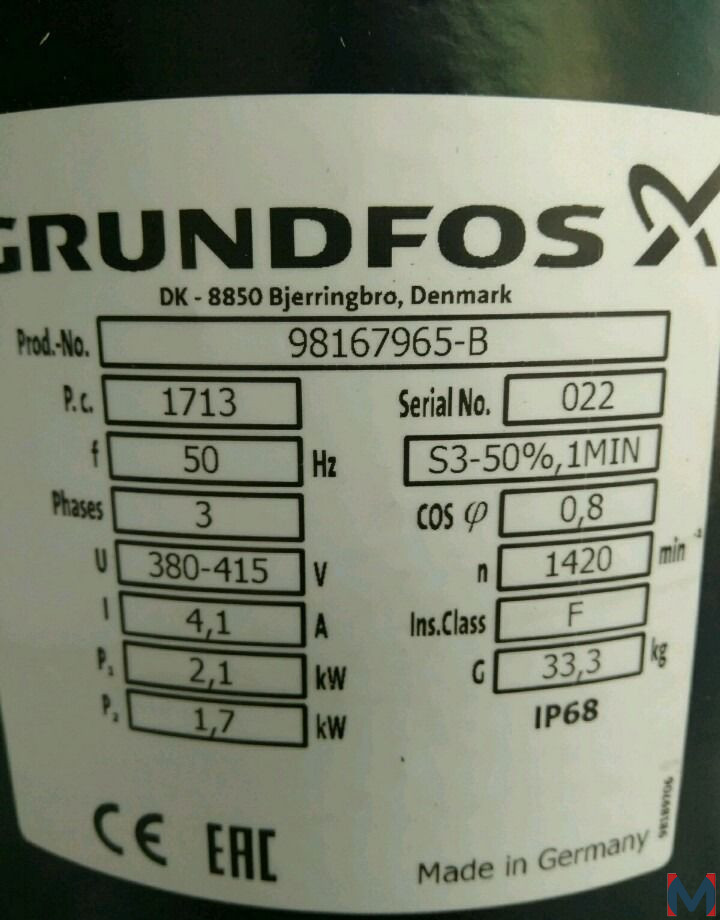 GRUNDFOS
DK - 8850 Bjerringbro, Denmark
Prod.-No. 98167965-B
P.c. 1713 Serial No. 022
f 50 Hz S3-50%,1MIN
Phases 3 cos φ 0,8
U 380-415 V n 1420 min⁻¹
I 4,1 A Ins.Class F
P₁ 2,1 kW G 33,3 kg
P₂ 1,7 kW IP68
CE EAC Made in Germany
M